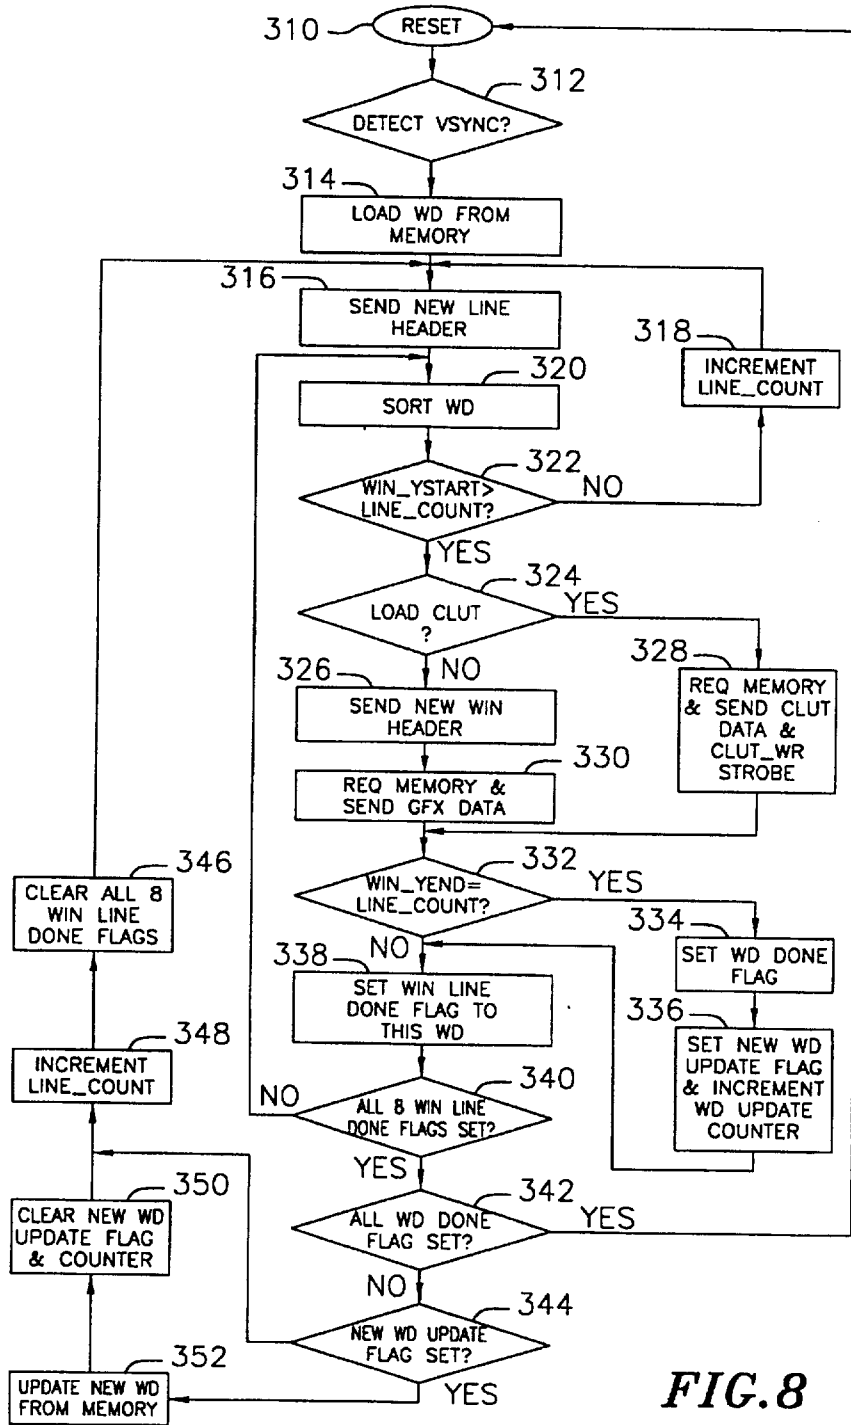 310
RESET
312
DETECT VSYNC?
314
LOAD WD FROM
MEMORY
316
SEND NEW LINE
HEADER
318
INCREMENT
LINE_COUNT
320
SORT WD
322
WIN_YSTART>
LINE_COUNT?
NO
YES
324
LOAD CLUT
?
YES
NO
326
SEND NEW WIN
HEADER
328
REQ MEMORY
& SEND CLUT
DATA &
CLUT_WR
STROBE
330
REQ MEMORY &
SEND GFX DATA
332
WIN_YEND=
LINE_COUNT?
YES
NO
334
SET WD DONE
FLAG
336
SET NEW WD
UPDATE FLAG
& INCREMENT
WD UPDATE
COUNTER
338
SET WIN LINE
DONE FLAG TO
THIS WD
340
ALL 8 WIN LINE
DONE FLAGS SET?
NO
YES
342
ALL WD DONE
FLAG SET?
YES
NO
344
NEW WD UPDATE
FLAG SET?
YES
346
CLEAR ALL 8
WIN LINE
DONE FLAGS
348
INCREMENT
LINE_COUNT
350
CLEAR NEW WD
UPDATE FLAG
& COUNTER
352
UPDATE NEW WD
FROM MEMORY
FIG.8